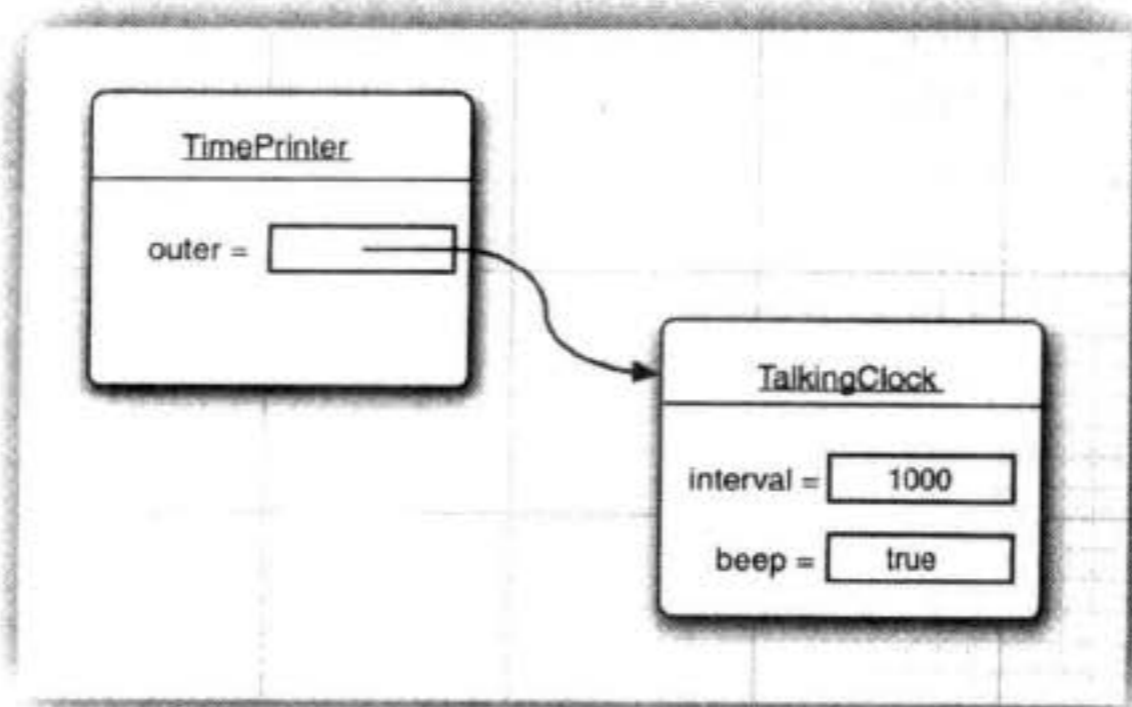 TimePrinter
outer =
TalkingClock
interval = 1000
beep = true